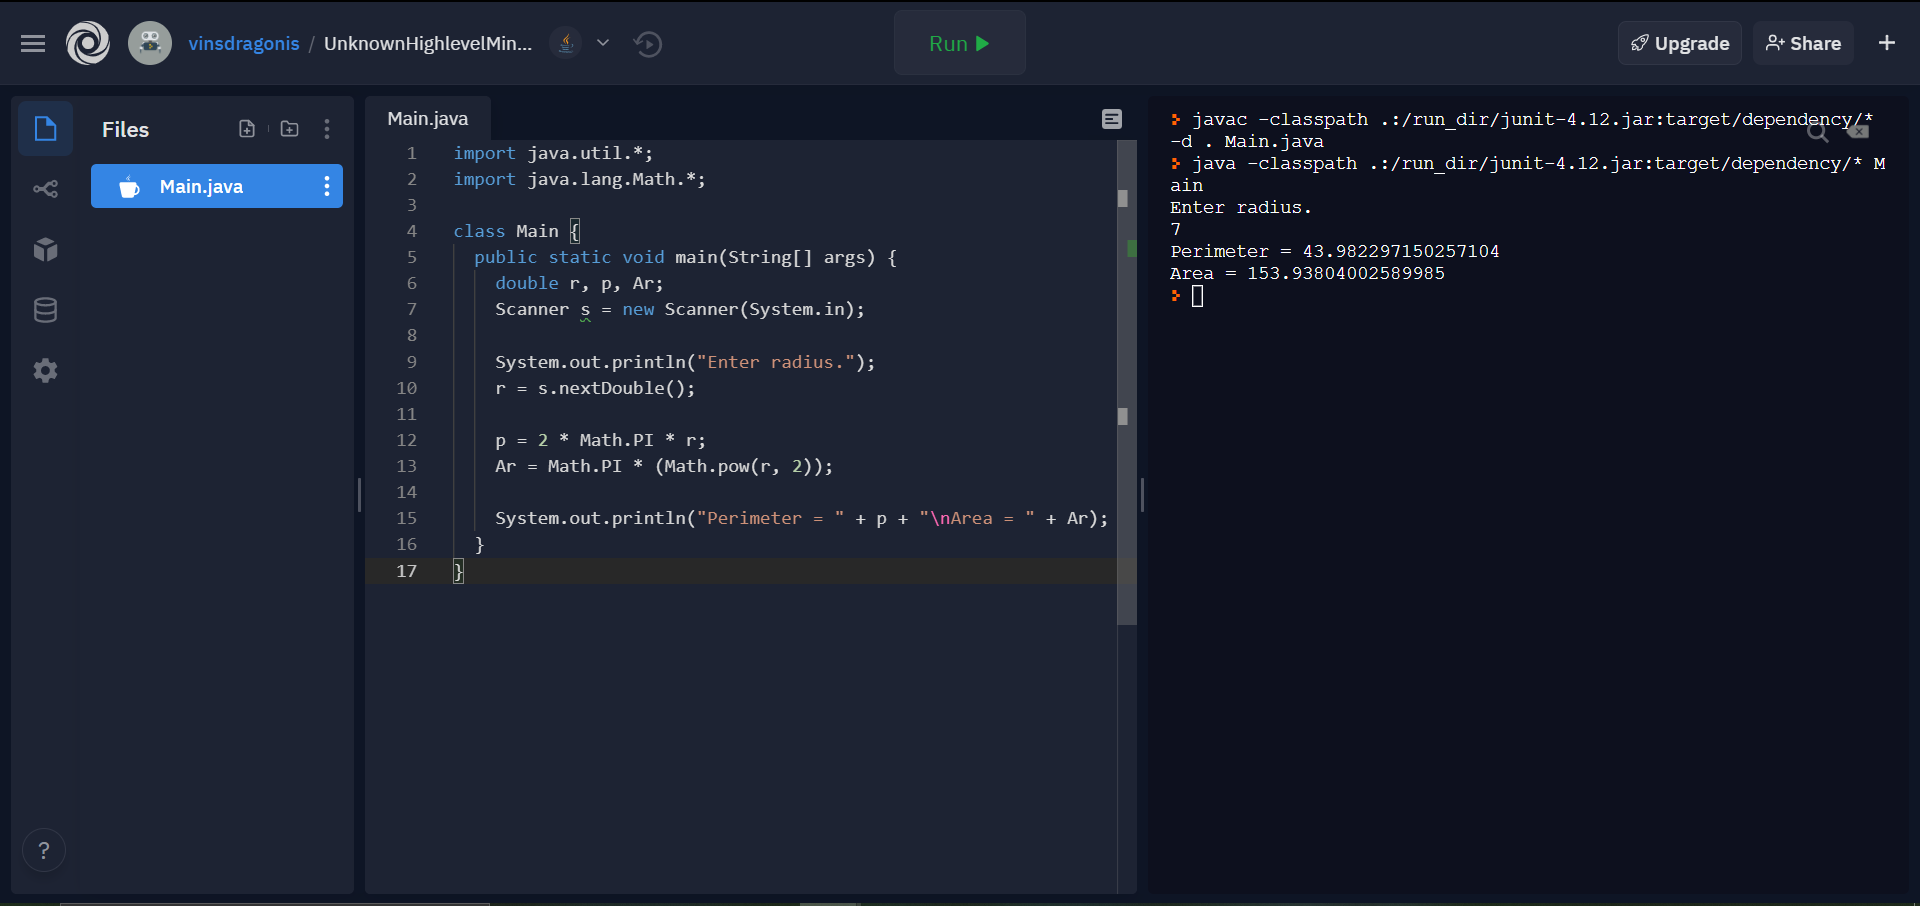 vinsdragonis / UnknownHighlevelMin...
Run
Upgrade
Share
Files
Main.java
?
Main.java
1 import java.util.*;
2 import java.lang.Math.*;
3
4 class Main {
5 public static void main(String[] args) {
6 double r, p, Ar;
7 Scanner s = new Scanner(System.in);
8
9 System.out.println("Enter radius.");
10 r = s.nextDouble();
11
12 p = 2 * Math.PI * r;
13 Ar = Math.PI * (Math.pow(r, 2));
14
15 System.out.println("Perimeter = " + p + "\nArea = " + Ar);
16 }
17 }
javac -classpath .:/run_dir/junit-4.12.jar:target/dependency/*
-d . Main.java
java -classpath .:/run_dir/junit-4.12.jar:target/dependency/* M
ain
Enter radius.
7
Perimeter = 43.982297150257104
Area = 153.93804002589985